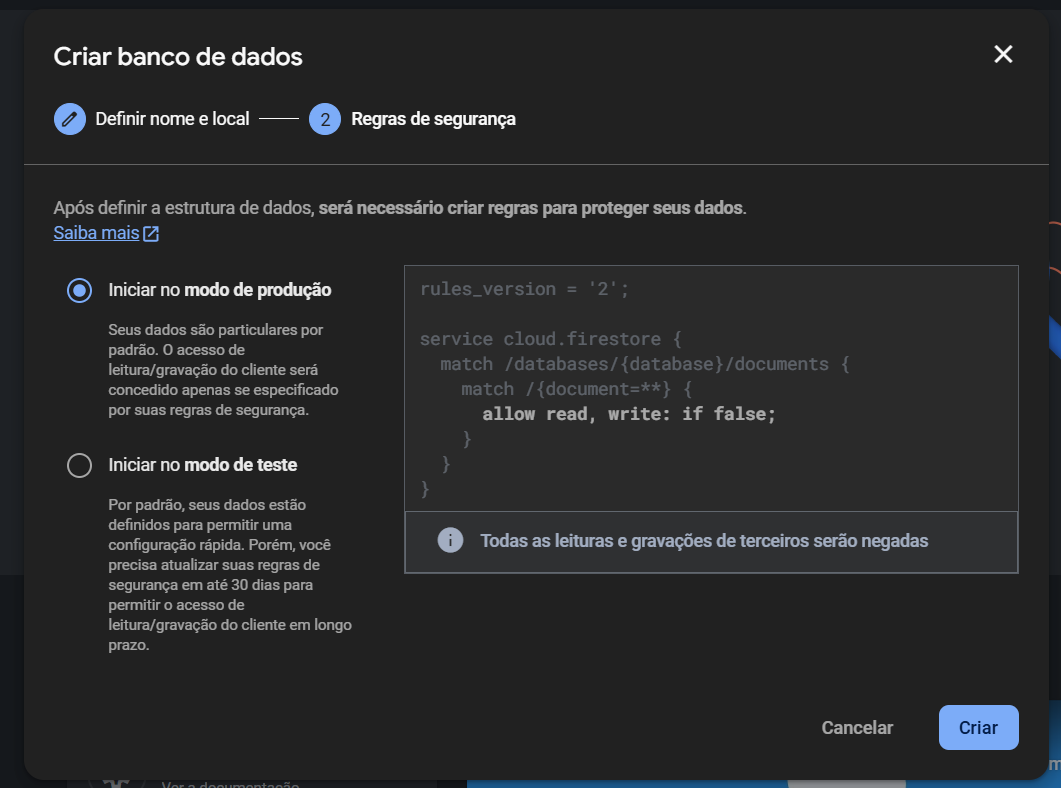 Criar banco de dados
Definir nome e local
2 Regras de segurança
Após definir a estrutura de dados, será necessário criar regras para proteger seus dados.
Saiba mais
Iniciar no modo de produção
Seus dados são particulares por
padrão. O acesso de
leitura/gravação do cliente será
concedido apenas se especificado
por suas regras de segurança.
Iniciar no modo de teste
Por padrão, seus dados estão
definidos para permitir uma
configuração rápida. Porém, você
precisa atualizar suas regras de
segurança em até 30 dias para
permitir o acesso de
leitura/gravação do cliente em longo
prazo.
rules_version = '2';
service cloud.firestore {
match /databases/{database}/documents {
match /{document=**} {
allow read, write: if false;
}
}
}
Todas as leituras e gravações de terceiros serão negadas
Cancelar
Criar
Ver a documentação